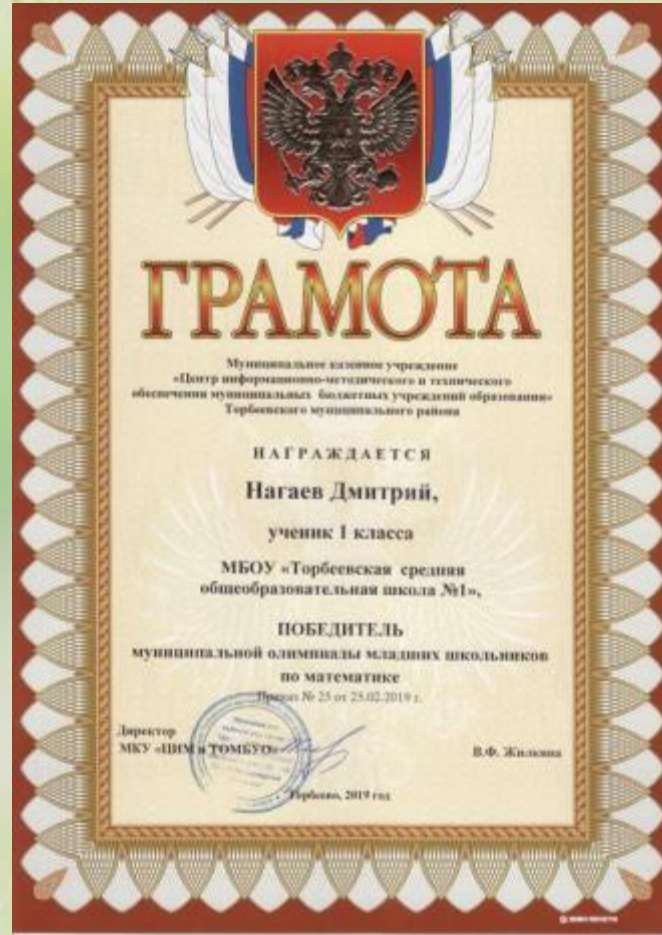 ГРАМОТА
Муниципальное казенное учреждение
«Центр информационно-методического и технического
обеспечения муниципальных бюджетных учреждений образования»
Торбеевского муниципального района
НАГРАЖДАЕТСЯ
Нагаев Дмитрий,
ученик 1 класса
МБОУ «Торбеевская средняя
общеобразовательная школа №1»,
ПОБЕДИТЕЛЬ
муниципальной олимпиады младших школьников
по математике
Приказ № 25 от 25.02.2019 г.
Директор
МКУ «ЦИМ и ТОМБУО» В.Ф. Жилкина
Торбеево, 2019 год